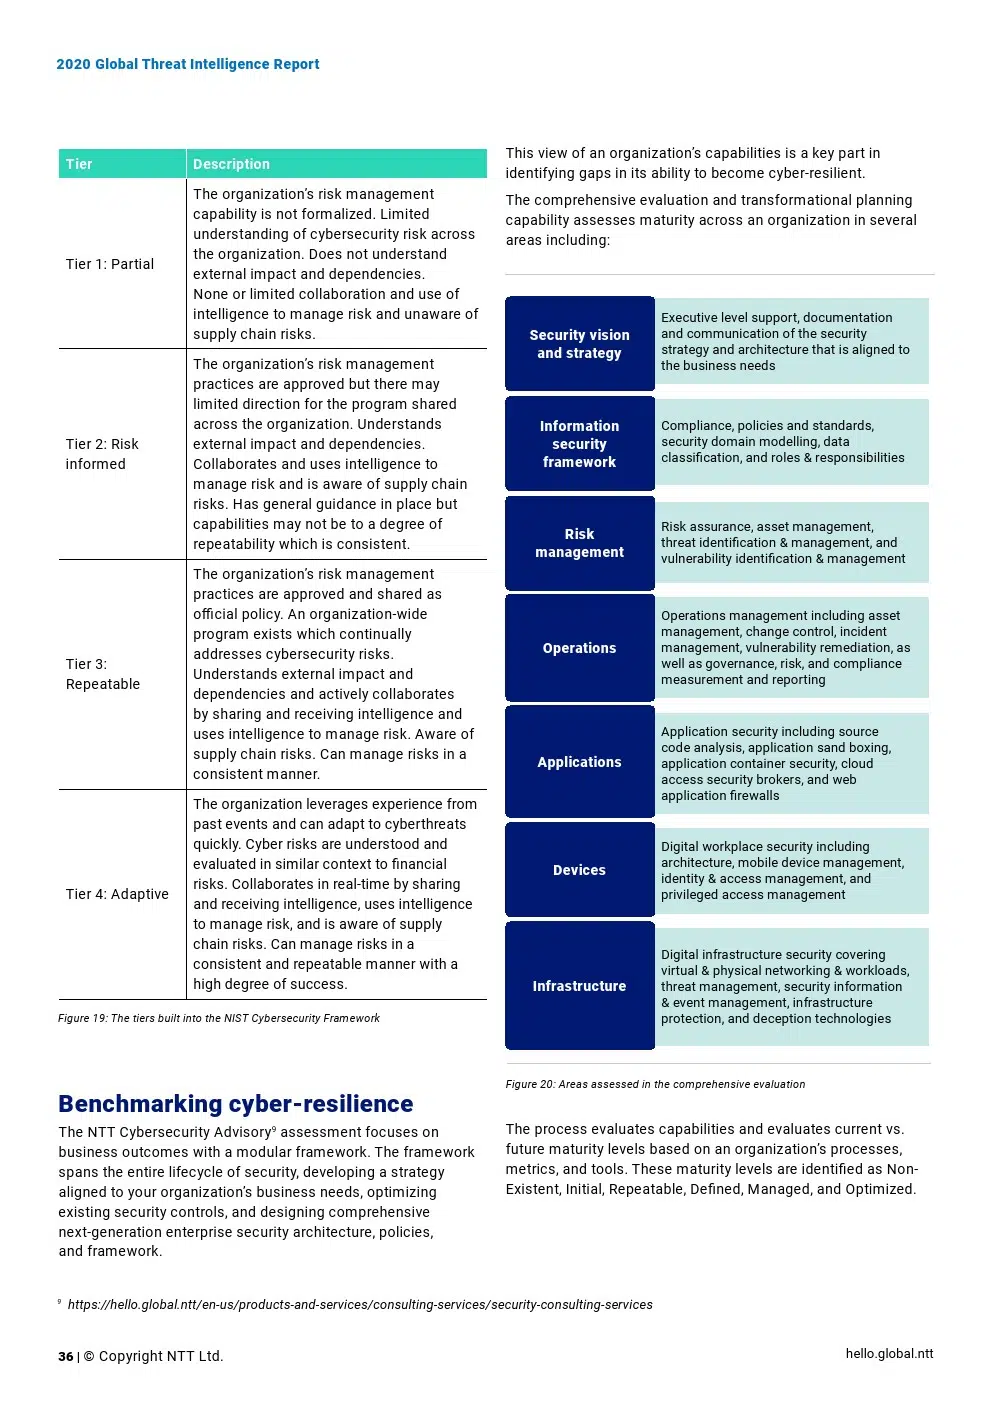 2020 Global Threat Intelligence Report
Tier
Description
Tier 1: Partial
The organization's risk management
capability is not formalized. Limited
understanding of cybersecurity risk across
the organization. Does not understand
external impact and dependencies.
None or limited collaboration and use of
intelligence to manage risk and unaware of
supply chain risks.
Tier 2: Risk
informed
The organization's risk management
practices are approved but there may
limited direction for the program shared
across the organization. Understands
external impact and dependencies.
Collaborates and uses intelligence to
manage risk and is aware of supply chain
risks. Has general guidance in place but
capabilities may not be to a degree of
repeatability which is consistent.
Tier 3:
Repeatable
The organization's risk management
practices are approved and shared as
official policy. An organization-wide
program exists which continually
addresses cybersecurity risks.
Understands external impact and
dependencies and actively collaborates
by sharing and receiving intelligence and
uses intelligence to manage risk. Aware of
supply chain risks. Can manage risks in a
consistent manner.
Tier 4: Adaptive
The organization leverages experience from
past events and can adapt to cyberthreats
quickly. Cyber risks are understood and
evaluated in similar context to financial
risks. Collaborates in real-time by sharing
and receiving intelligence, uses intelligence
to manage risk, and is aware of supply
chain risks. Can manage risks in a
consistent and repeatable manner with a
high degree of success.
Figure 19: The tiers built into the NIST Cybersecurity Framework
Benchmarking cyber-resilience
The NTT Cybersecurity Advisory⁹ assessment focuses on
business outcomes with a modular framework. The framework
spans the entire lifecycle of security, developing a strategy
aligned to your organization's business needs, optimizing
existing security controls, and designing comprehensive
next-generation enterprise security architecture, policies,
and framework.
This view of an organization's capabilities is a key part in
identifying gaps in its ability to become cyber-resilient.
The comprehensive evaluation and transformational planning
capability assesses maturity across an organization in several
areas including:
Security vision
and strategy
Executive level support, documentation
and communication of the security
strategy and architecture that is aligned to
the business needs
Information
security
framework
Compliance, policies and standards,
security domain modelling, data
classification, and roles & responsibilities
Risk
management
Risk assurance, asset management,
threat identification & management, and
vulnerability identification & management
Operations
Operations management including asset
management, change control, incident
management, vulnerability remediation, as
well as governance, risk, and compliance
measurement and reporting
Applications
Application security including source
code analysis, application sand boxing,
application container security, cloud
access security brokers, and web
application firewalls
Devices
Digital workplace security including
architecture, mobile device management,
identity & access management, and
privileged access management
Infrastructure
Digital infrastructure security covering
virtual & physical networking & workloads,
threat management, security information
& event management, infrastructure
protection, and deception technologies
Figure 20: Areas assessed in the comprehensive evaluation
The process evaluates capabilities and evaluates current vs.
future maturity levels based on an organization's processes,
metrics, and tools. These maturity levels are identified as Non-
Existent, Initial, Repeatable, Defined, Managed, and Optimized.
⁹ https://hello.global.ntt/en-us/products-and-services/consulting-services/security-consulting-services
36 | © Copyright NTT Ltd.
hello.global.ntt